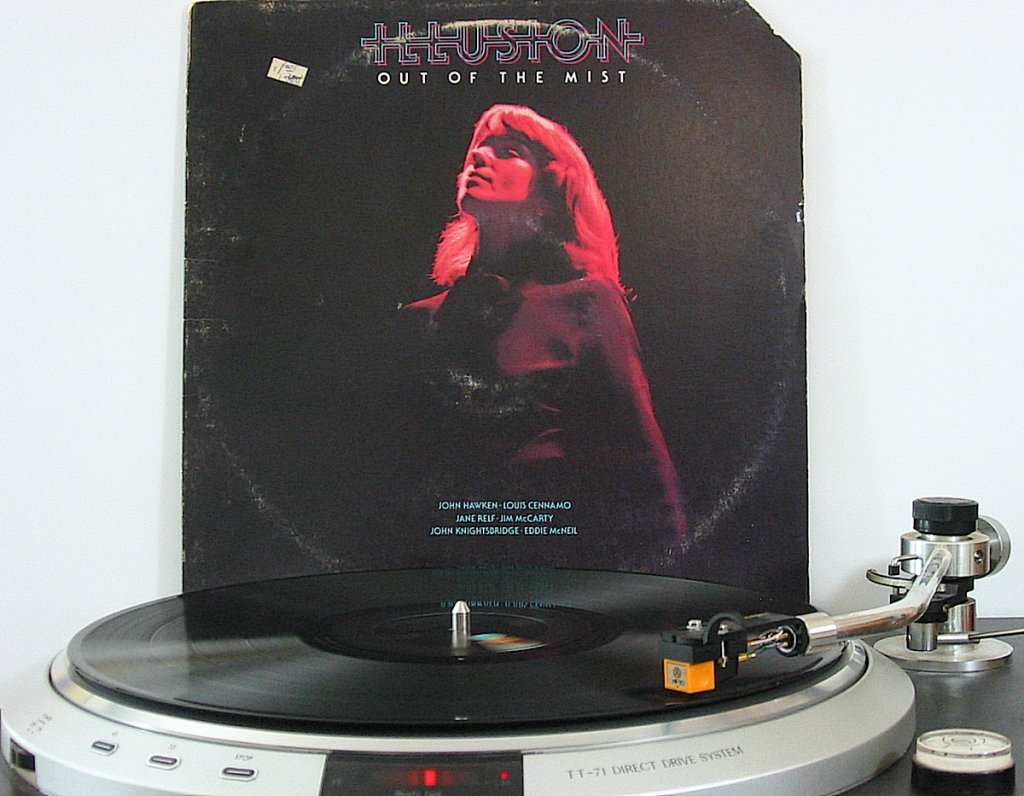 ILLUSION
OUT OF THE MIST
JOHN HAWKEN · LOUIS CENNAMO
JANE RELF · JIM McCARTY
JOHN KNIGHTSBRIDGE · EDDIE McNEIL
33
STOP
TT-71 DIRECT DRIVE SYSTEM